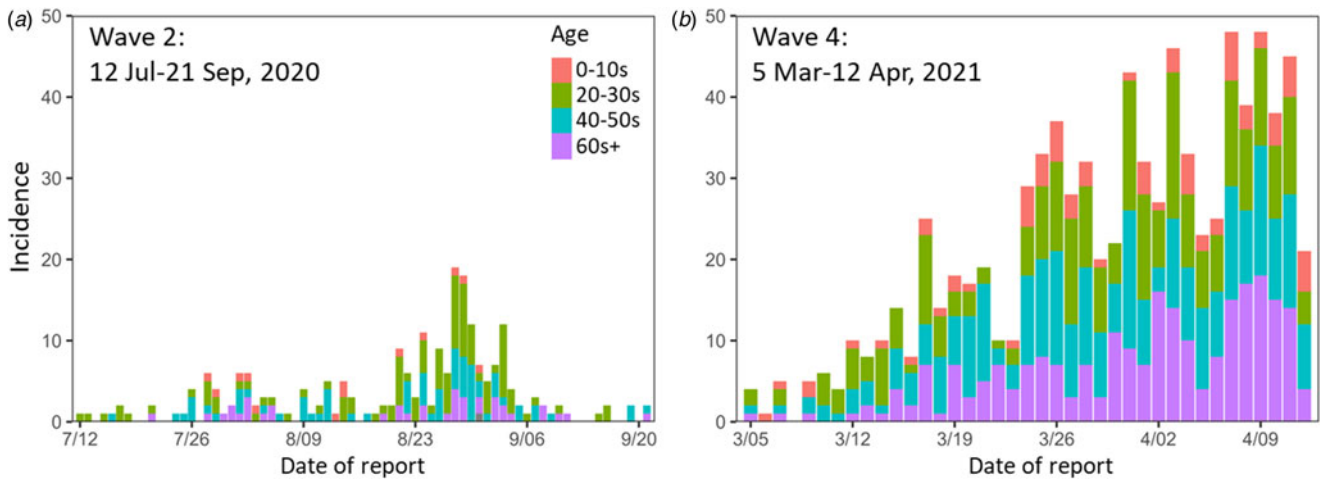 (a)
Wave 2:
12 Jul-21 Sep, 2020
Age
0-10s
20-30s
40-50s
60s+
Incidence
50
40
30
20
10
0
7/12
7/26
8/09
8/23
9/06
9/20
Date of report
(b)
Wave 4:
5 Mar-12 Apr, 2021
50
40
30
20
10
0
3/05
3/12
3/19
3/26
4/02
4/09
Date of report